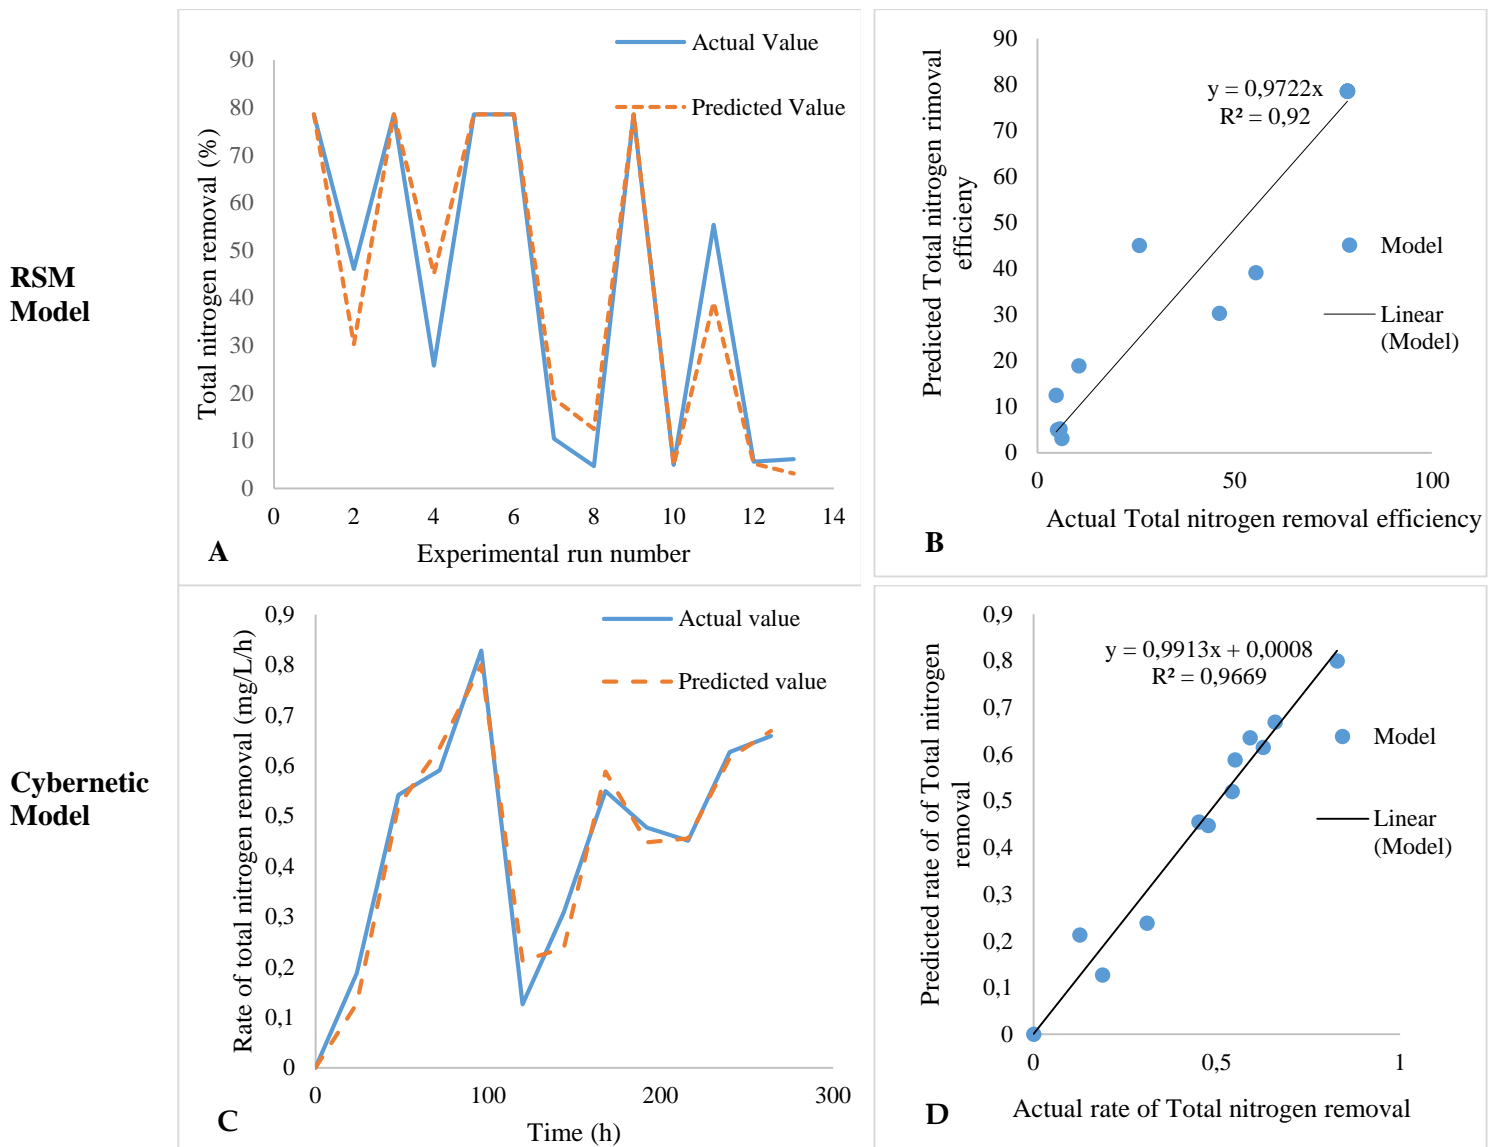 RSM
Model
Actual Value
Predicted Value
Total nitrogen removal (%)
90
80
70
60
50
40
30
20
10
0
0 2 4 6 8 10 12 14
Experimental run number
A
Predicted Total nitrogen rimoval
efficieny
90
80
70
60
50
40
30
20
10
0
y = 0,9722x
R² = 0,92
Model
Linear
(Model)
0 50 100
Actual Total nitrogen removal efficiency
B
Cybernetic
Model
Actual value
Predicted value
Rate of total nitrogen removal (mg/L/h)
0,9
0,8
0,7
0,6
0,5
0,4
0,3
0,2
0,1
0
0 100 200 300
Time (h)
C
Predicted rate of of Total nitrogen
removal
0,9
0,8
0,7
0,6
0,5
0,4
0,3
0,2
0,1
0
y = 0,9913x + 0,0008
R² = 0,9669
Model
Linear
(Model)
0 0,5 1
Actual rate of Total nitrogen removal
D